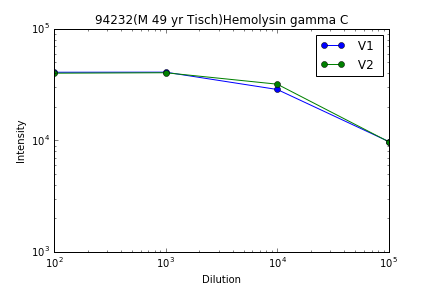 94232(M 49 yr Tisch)Hemolysin gamma C
10^5
V1
V2
Intensity
10^4
10^3
10^2 10^3 10^4 10^5
Dilution